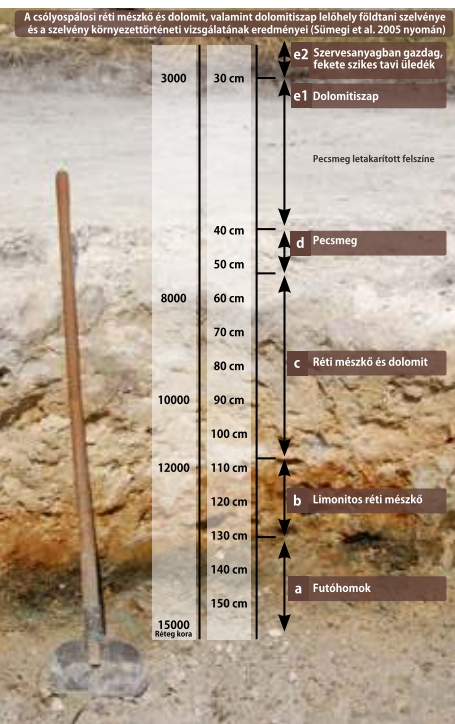 A csólyospálosi réti mészkő és dolomit, valamint dolomitiszap lelőhely földtani szelvénye
és a szelvény környezettörténeti vizsgálatának eredményei (Sümegi et al. 2005 nyomán)
e2 Szervesanyagban gazdag,
fekete szikes tavi üledék
3000 30 cm
e1 Dolomitiszap
Pecsmeg letakarított felszíne
40 cm
d Pecsmeg
50 cm
8000 60 cm
70 cm
80 cm
c Réti mészkő és dolomit
10000 90 cm
100 cm
12000 110 cm
b Limonitos réti mészkő
120 cm
130 cm
140 cm
a Futóhomok
150 cm
15000
Réteg kora